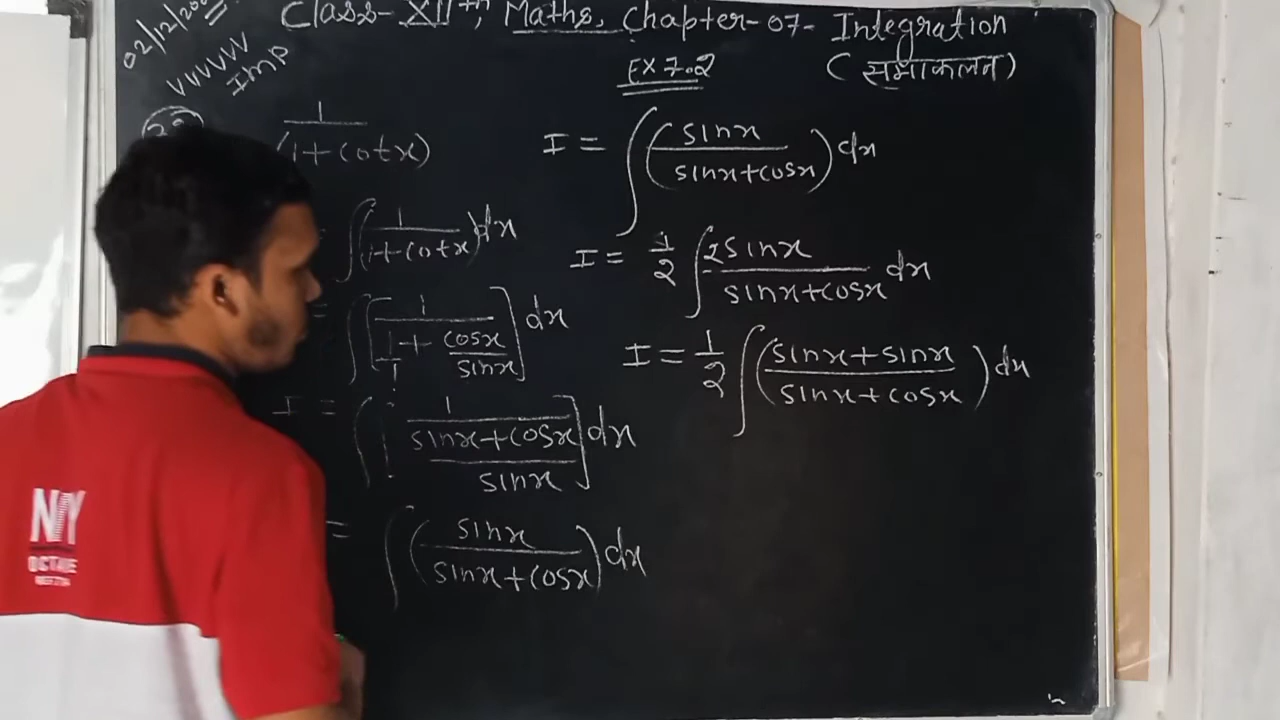 Class-XIIth, Maths, Chapter-07- Integration
02/12/20
VVVVV
IMP
Ex 7.2
(समाकलन)
1/(1+cotx)
∫(1/(1+cotx))dx
∫[1/(1/1+cosx/sinx)]dx
I = ∫[1/((sinx+cosx)/sinx)]dx
= ∫(sinx/(sinx+cosx))dx
I = ∫(sinx/(sinx+cosx))dx
I = 1/2 ∫2sinx/(sinx+cosx) dx
I = 1/2 ∫((sinx+sinx)/(sinx+cosx))dx
NY
OCTAVE